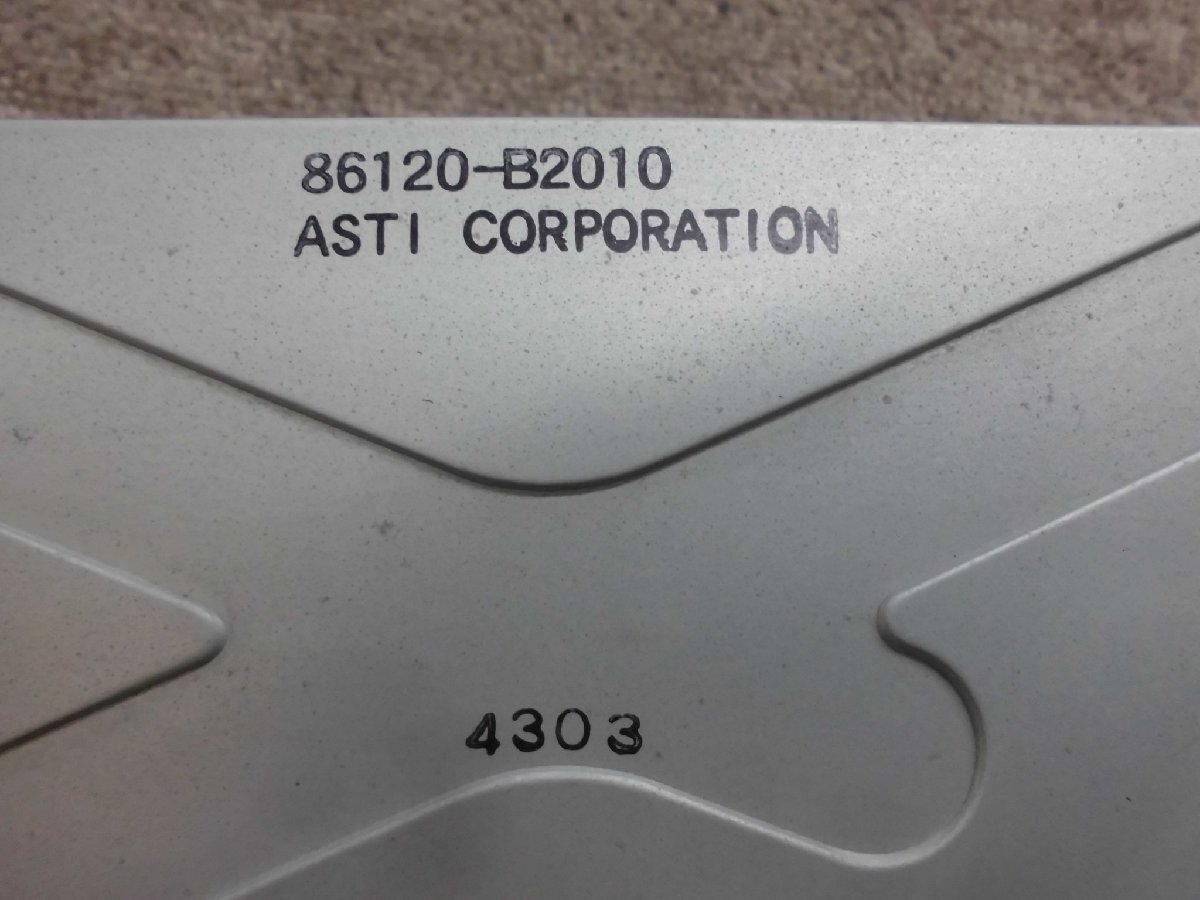 86120-B2010
ASTI CORPORATION
4303